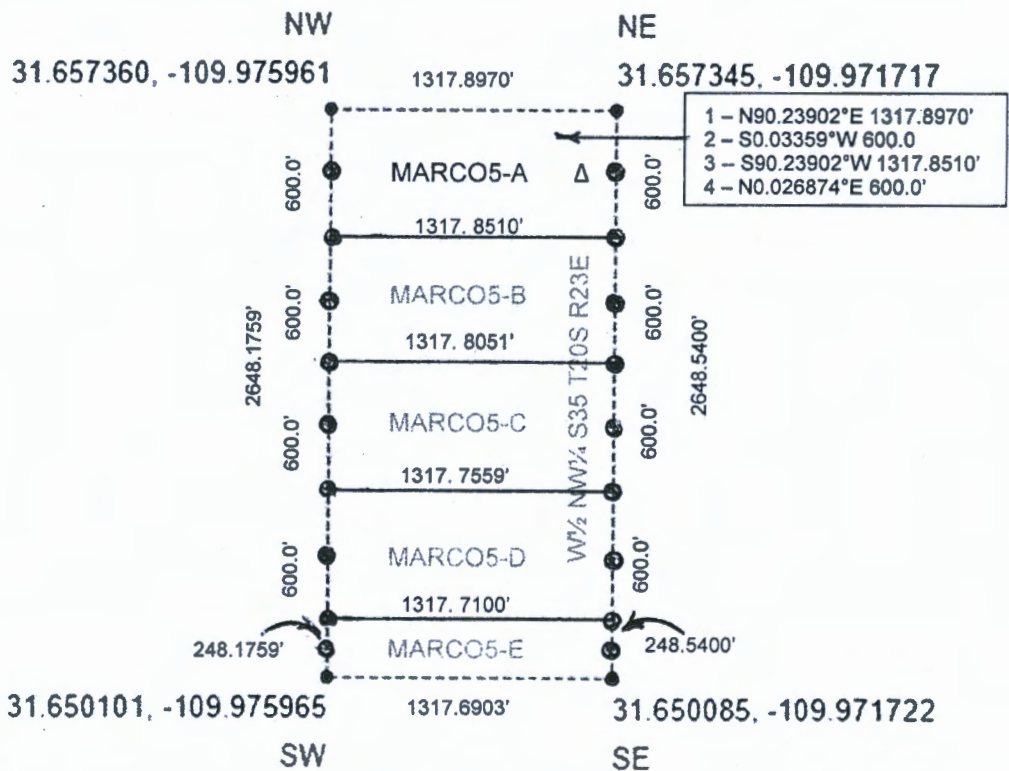 NW
NE
31.657360, -109.975961
1317.8970'
31.657345, -109.971717
1 – N90.23902°E 1317.8970'
2 – S0.03359°W 600.0
3 – S90.23902°W 1317.8510'
4 – N0.026874°E 600.0'
600.0'
MARCO5-A
Δ
600.0'
1317. 8510'
600.0'
MARCO5-B
600.0'
1317. 8051'
2648.1759'
W½ NW¼ S35 T20S R23E
2648.5400'
600.0'
MARCO5-C
600.0'
1317. 7559'
600.0'
MARCO5-D
600.0'
1317. 7100'
248.1759'
MARCO5-E
248.5400'
31.650101, -109.975965
1317.6903'
31.650085, -109.971722
SW
SE